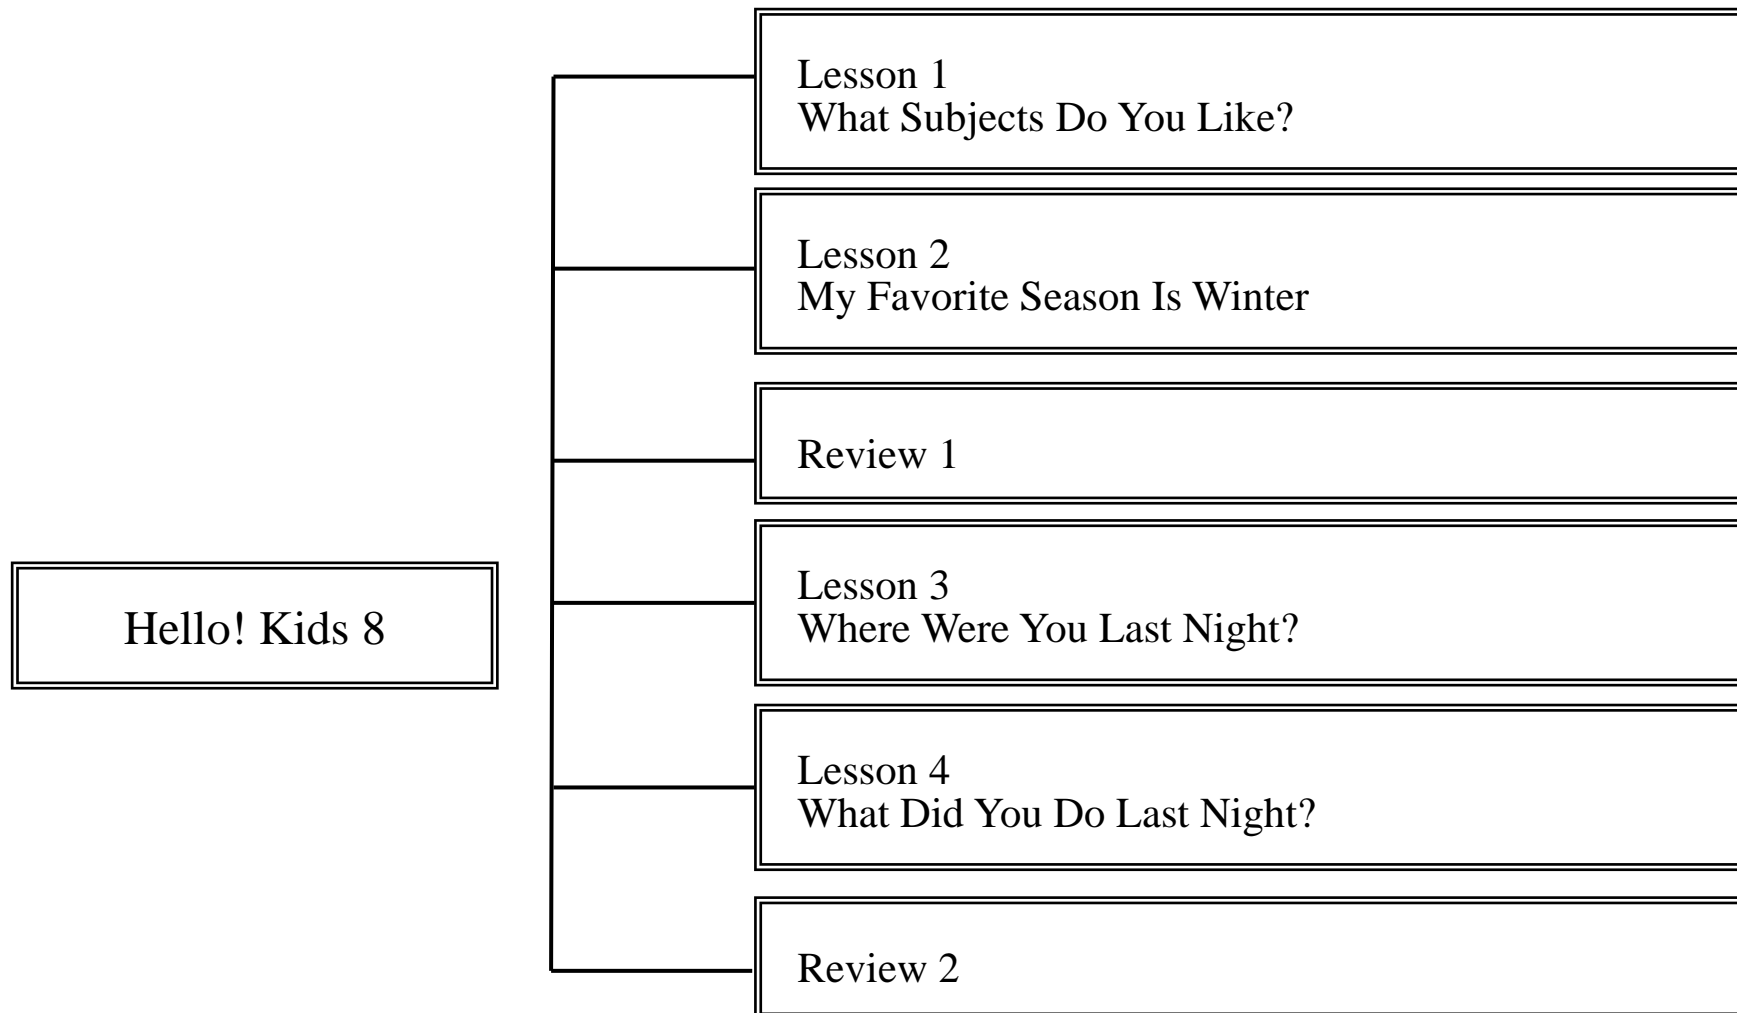 Lesson 1
What Subjects Do You Like?
Lesson 2
My Favorite Season Is Winter
Review 1
Lesson 3
Where Were You Last Night?
Hello! Kids 8
Lesson 4
What Did You Do Last Night?
Review 2